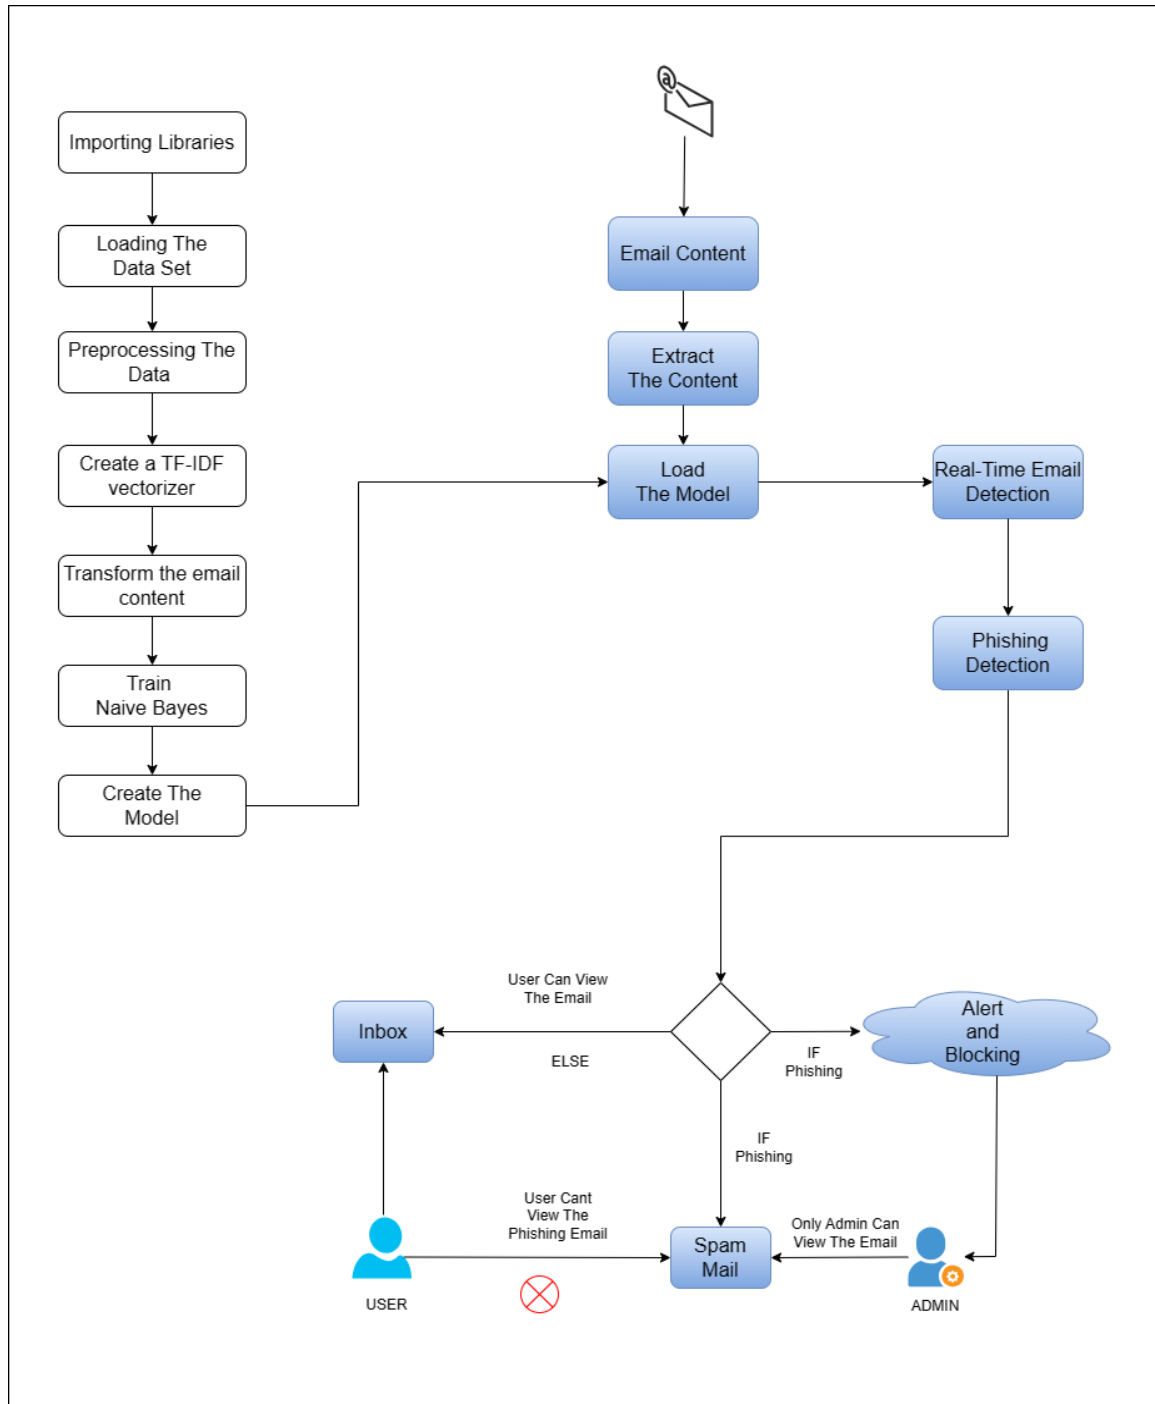 Importing Libraries
Loading The
Data Set
Preprocessing The
Data
Create a TF-IDF
vectorizer
Transform the email
content
Train
Naive Bayes
Create The
Model
@
Email Content
Extract
The Content
Load
The Model
Real-Time Email
Detection
Phishing
Detection
User Can View
The Email
Inbox
ELSE
IF
Phishing
Alert
and
Blocking
IF
Phishing
User Cant
View The
Phishing Email
Spam
Mail
Only Admin Can
View The Email
USER
ADMIN